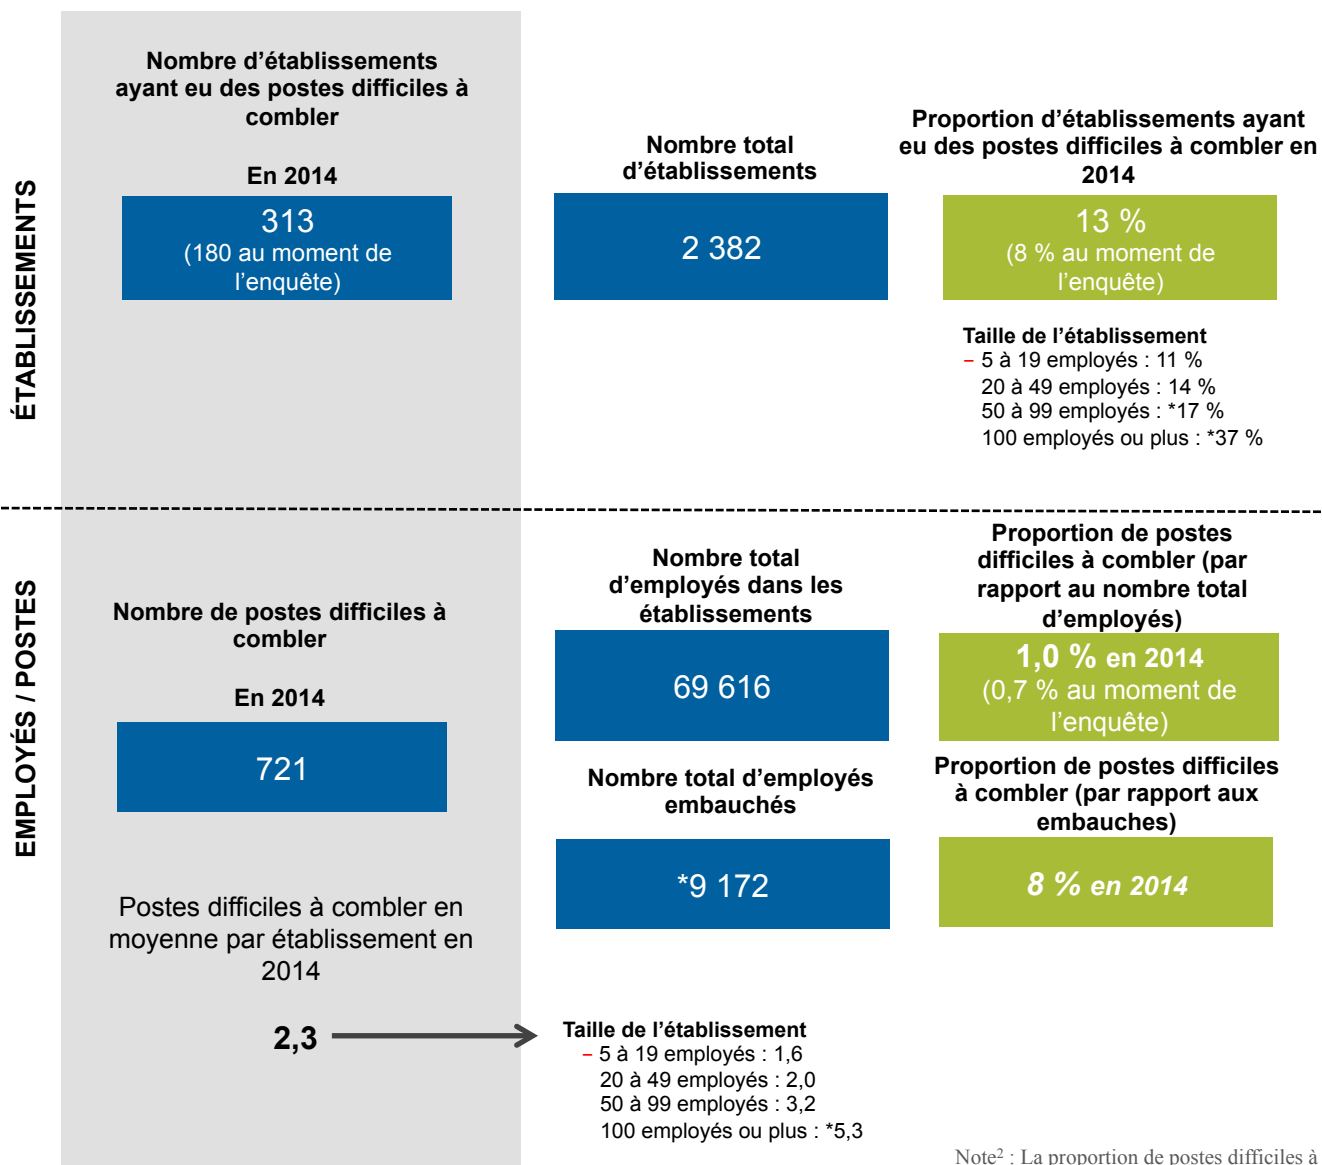 ÉTABLISSEMENTS
Nombre d’établissements
ayant eu des postes difficiles à
combler
En 2014
313
(180 au moment de
l’enquête)
Nombre total
d’établissements
2 382
Proportion d’établissements ayant
eu des postes difficiles à combler en
2014
13 %
(8 % au moment de
l’enquête)
Taille de l’établissement
– 5 à 19 employés : 11 %
20 à 49 employés : 14 %
50 à 99 employés : *17 %
100 employés ou plus : *37 %
EMPLOYÉS / POSTES
Nombre de postes difficiles à
combler
En 2014
721
Postes difficiles à combler en
moyenne par établissement en
2014
2,3
Nombre total
d’employés dans les
établissements
69 616
Nombre total d’employés
embauchés
*9 172
Proportion de postes
difficiles à combler (par
rapport au nombre total
d’employés)
1,0 % en 2014
(0,7 % au moment de
l’enquête)
Proportion de postes difficiles
à combler (par rapport aux
embauches)
8 % en 2014
Taille de l’établissement
– 5 à 19 employés : 1,6
20 à 49 employés : 2,0
50 à 99 employés : 3,2
100 employés ou plus : *5,3
Note² : La proportion de postes difficiles à